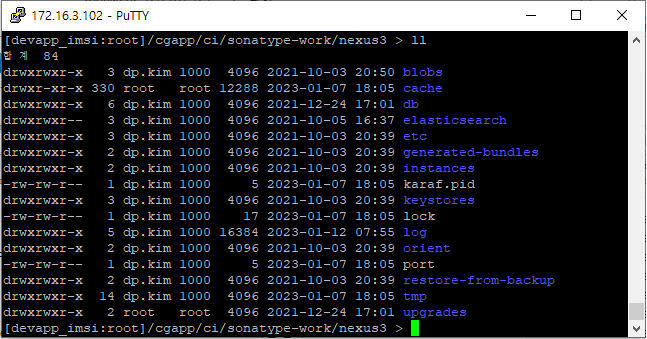 172.16.3.102 - PuTTY
[devapp_imsi:root]/cgapp/ci/sonatype-work/nexus3 > ll
합 계  84
drwxrwxr-x   3 dp.kim 1000  4096 2021-10-03 20:50 blobs
drwxr-xr-x 330 root   root 12288 2023-01-07 18:05 cache
drwxrwxr-x   6 dp.kim 1000  4096 2021-12-24 17:01 db
drwxrwxr--   3 dp.kim 1000  4096 2021-10-05 16:37 elasticsearch
drwxrwxr-x   3 dp.kim 1000  4096 2021-10-03 20:39 etc
drwxrwxr-x   2 dp.kim 1000  4096 2021-10-03 20:39 generated-bundles
drwxrwxr-x   2 dp.kim 1000  4096 2021-10-03 20:39 instances
-rw-rw-r--   1 dp.kim 1000     5 2023-01-07 18:05 karaf.pid
drwxrwxr-x   3 dp.kim 1000  4096 2021-10-03 20:39 keystores
-rw-rw-r--   1 dp.kim 1000    17 2023-01-07 18:05 lock
drwxrwxr-x   5 dp.kim 1000 16384 2023-01-12 07:55 log
drwxrwxr-x   2 dp.kim 1000  4096 2021-10-03 20:39 orient
-rw-rw-r--   1 dp.kim 1000     5 2023-01-07 18:05 port
drwxrwxr-x   2 dp.kim 1000  4096 2021-10-03 20:39 restore-from-backup
drwxrwxr-x  14 dp.kim 1000  4096 2023-01-07 18:05 tmp
drwxrwxr-x   2 root   root  4096 2021-12-24 17:01 upgrades
[devapp_imsi:root]/cgapp/ci/sonatype-work/nexus3 >